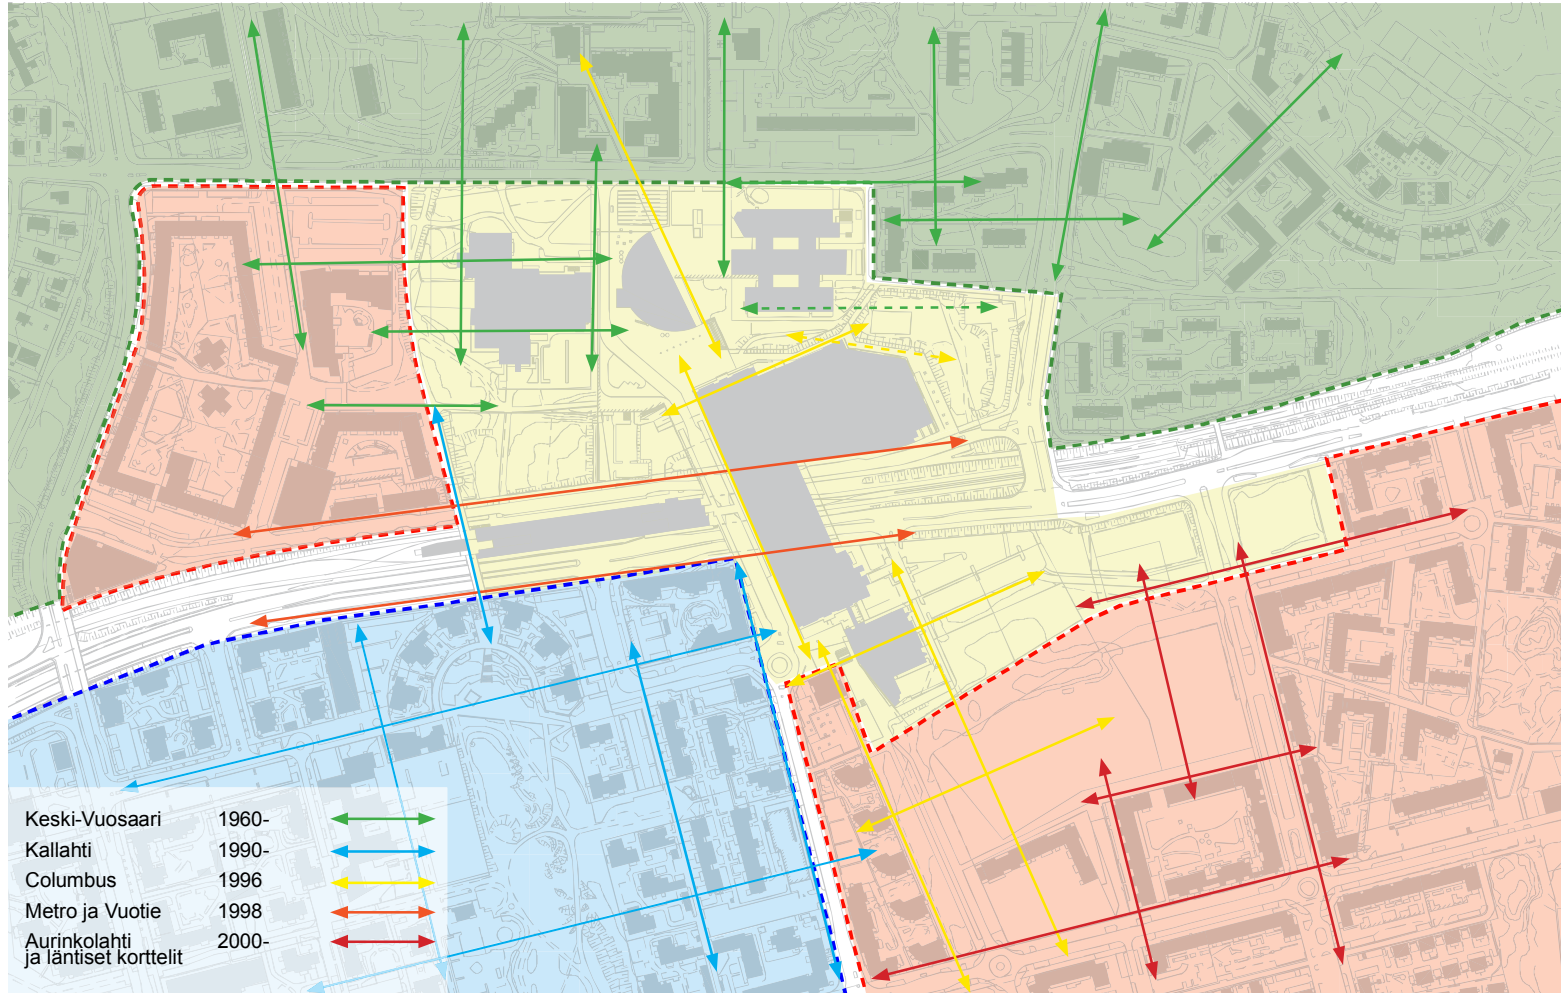 Keski-Vuosaari 1960-
Kallahti 1990-
Columbus 1996
Metro ja Vuotie 1998
Aurinkolahti 2000-
ja läntiset korttelit